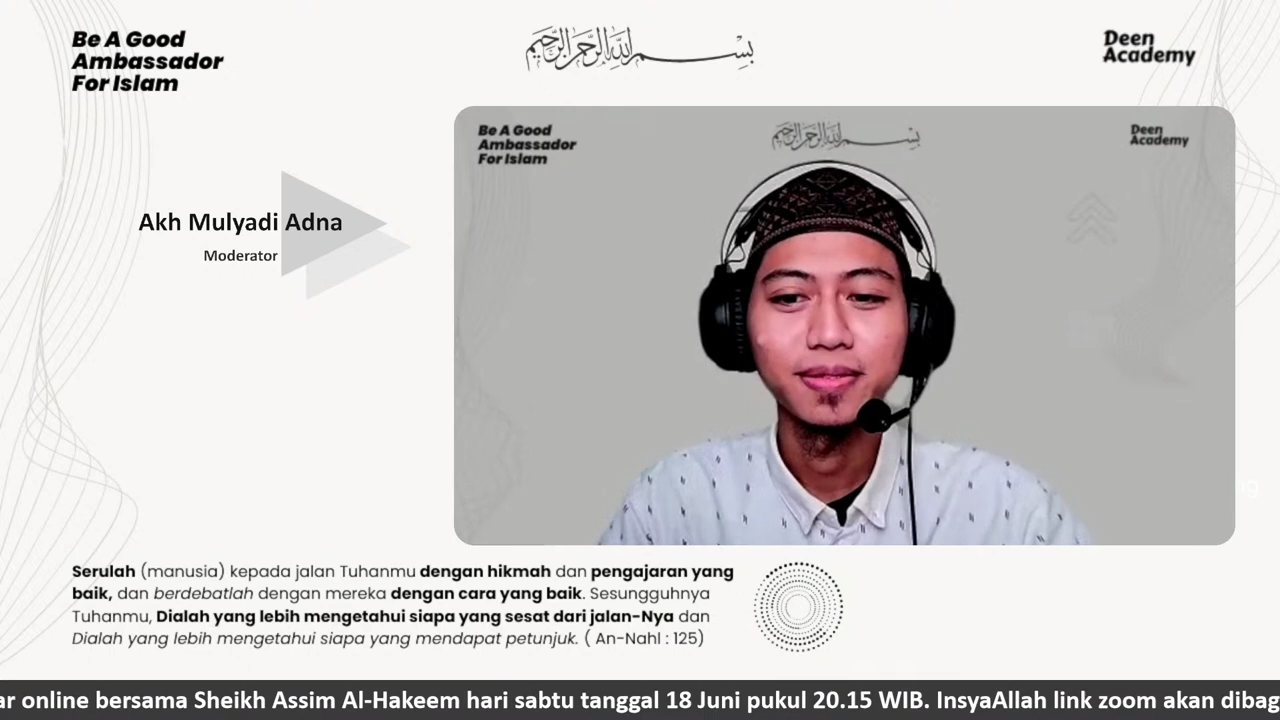 Be A Good
Ambassador
For Islam
بسم الله الرحمن الرحيم
Deen
Academy
Be A Good
Ambassador
For Islam
بسم الله الرحمن الرحيم
Deen
Academy
Akh Mulyadi Adna
Moderator
Serulah (manusia) kepada jalan Tuhanmu dengan hikmah dan pengajaran yang
baik, dan berdebatlah dengan mereka dengan cara yang baik. Sesungguhnya
Tuhanmu, Dialah yang lebih mengetahui siapa yang sesat dari jalan-Nya dan
Dialah yang lebih mengetahui siapa yang mendapat petunjuk. ( An-Nahl : 125)
ar online bersama Sheikh Assim Al-Hakeem hari sabtu tanggal 18 Juni pukul 20.15 WIB. InsyaAllah link zoom akan dibag